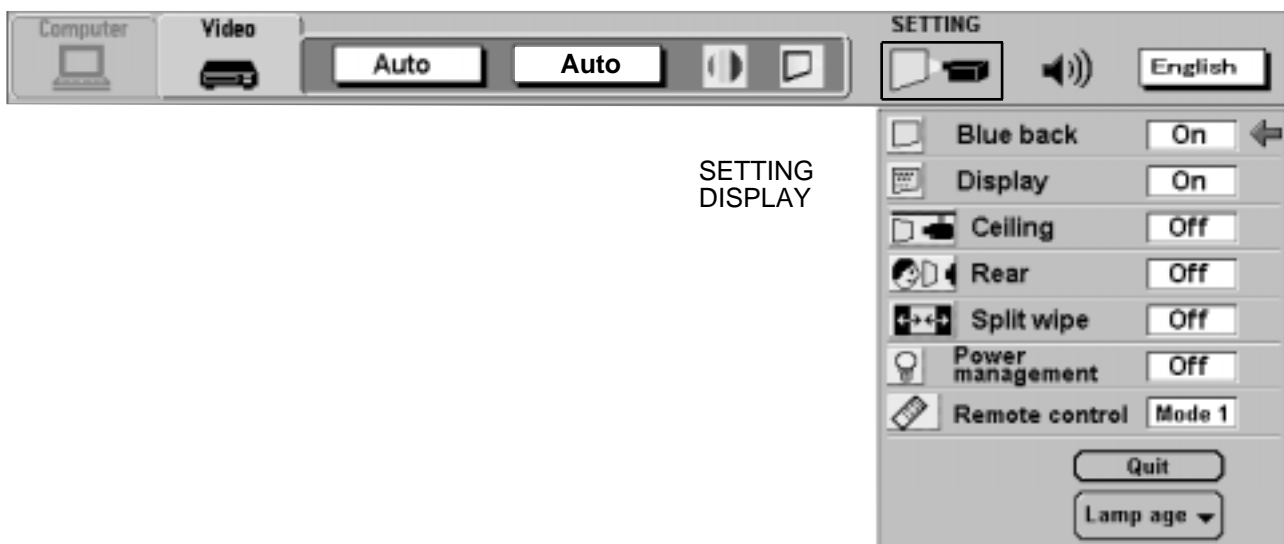 Computer
Video
Auto
Auto
SETTING
English
SETTING
DISPLAY
Blue back On
Display On
Ceiling Off
Rear Off
Split wipe Off
Power
management Off
Remote control Mode 1
Quit
Lamp age